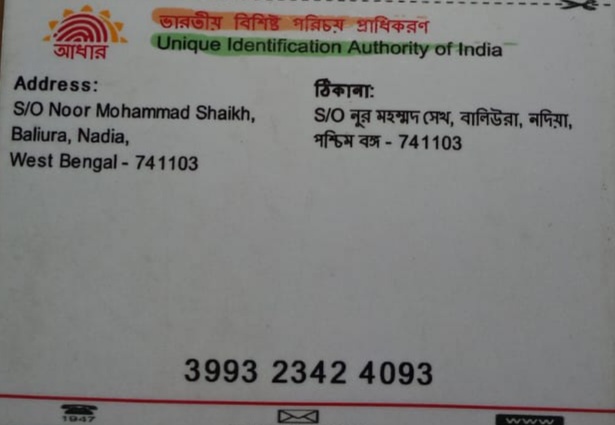 ভারতীয় বিশিষ্ট পরিচয় প্রাধিকরণ
Unique Identification Authority of India
আধার
Address:
S/O Noor Mohammad Shaikh,
Baliura, Nadia,
West Bengal - 741103
ঠিকানা:
S/O নূর মহম্মদ সেখ, বালিউরা, নদিয়া,
পশ্চিম বঙ্গ - 741103
3993 2342 4093
1947
www